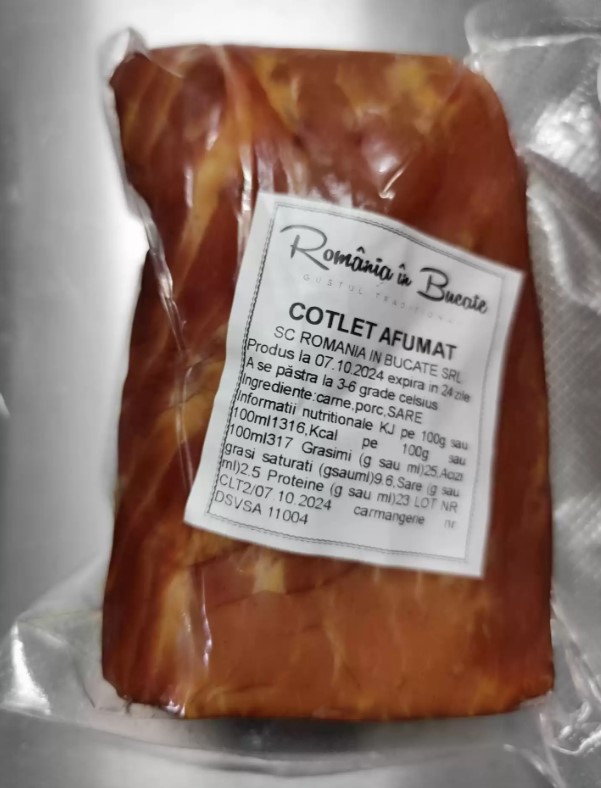 România în Bucate
GUSTUL TRADIȚIONAL
COTLET AFUMAT
SC ROMANIA IN BUCATE SRL
Produs la 07.10.2024 expira in 24 zile
A se păstra la 3-6 grade celsius
Ingrediente:carne,porc,SARE
Informatii nutritionale KJ pe 100g sau
100ml1316,Kcal pe 100g sau
100ml317 Grasimi (g sau ml)25,Acizi
grasi saturati (gsauml)9.6,Sare (g sau
ml)2.5 Proteine (g sau ml)23 LOT NR
CLT2/07 10.2024 carmangerie nr
DSVSA 11004